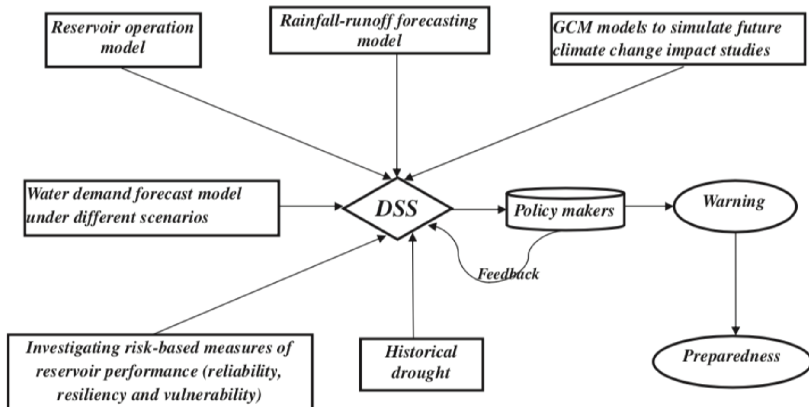 Reservoir operation
model
Rainfall-runoff forecasting
model
GCM models to simulate future
climate change impact studies
Water demand forecast model
under different scenarios
DSS
Policy makers
Warning
Feedback
Investigating risk-based measures of
reservoir performance (reliability,
resiliency and vulnerability)
Historical
drought
Preparedness